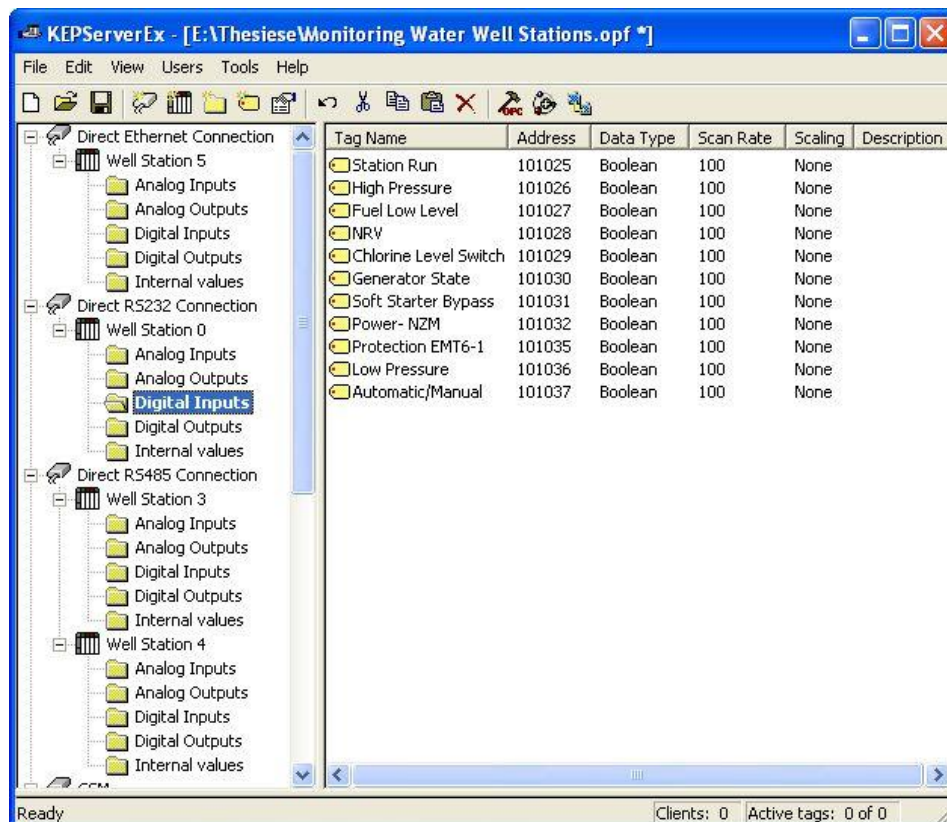 KEPServerEx - [E:\Thesiese\Monitoring Water Well Stations.opf *]
File Edit View Users Tools Help
OPC
Direct Ethernet Connection
Well Station 5
Analog Inputs
Analog Outputs
Digital Inputs
Digital Outputs
Internal values
Direct RS232 Connection
Well Station 0
Analog Inputs
Analog Outputs
Digital Inputs
Digital Outputs
Internal values
Direct RS485 Connection
Well Station 3
Analog Inputs
Analog Outputs
Digital Inputs
Digital Outputs
Internal values
Well Station 4
Analog Inputs
Analog Outputs
Digital Inputs
Digital Outputs
Internal values
Tag Name Address Data Type Scan Rate Scaling Description
Station Run 101025 Boolean 100 None
High Pressure 101026 Boolean 100 None
Fuel Low Level 101027 Boolean 100 None
NRV 101028 Boolean 100 None
Chlorine Level Switch 101029 Boolean 100 None
Generator State 101030 Boolean 100 None
Soft Starter Bypass 101031 Boolean 100 None
Power- NZM 101032 Boolean 100 None
Protection EMT6-1 101035 Boolean 100 None
Low Pressure 101036 Boolean 100 None
Automatic/Manual 101037 Boolean 100 None
Ready Clients: 0 Active tags: 0 of 0